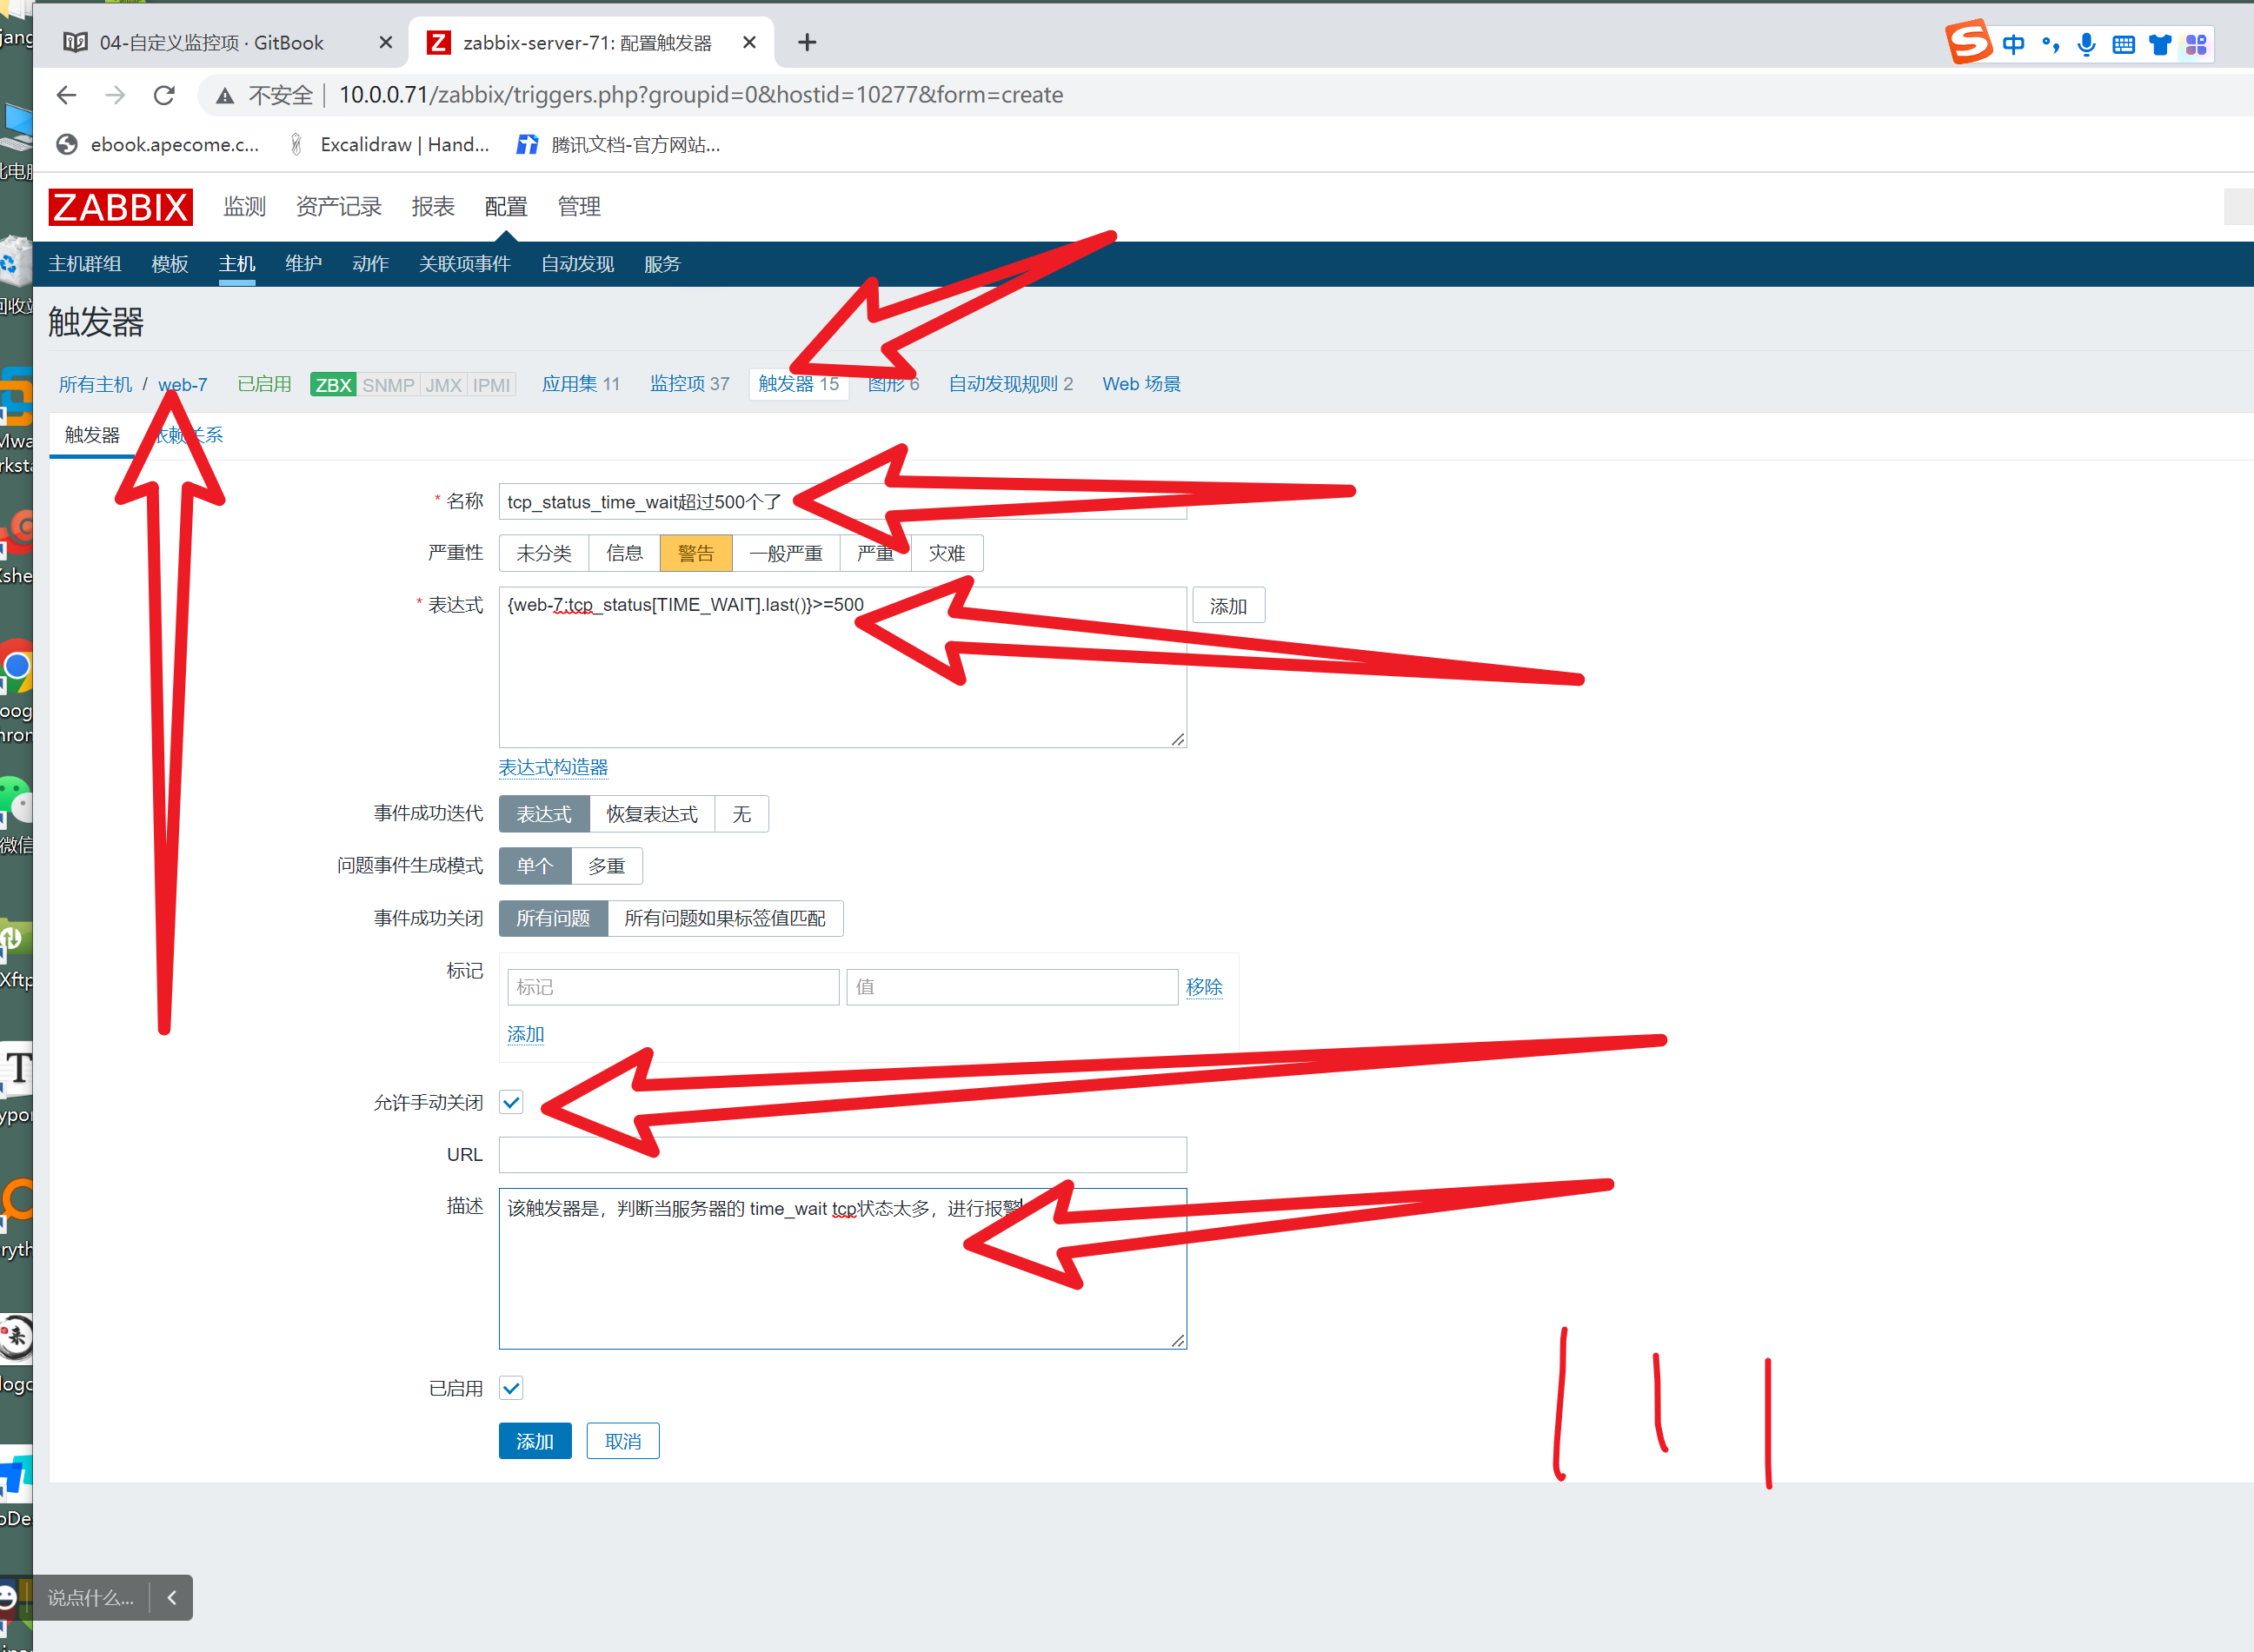 jang
04-自定义监控项 · GitBook
Z
zabbix-server-71: 配置触发器
中
不安全
10.0.0.71/zabbix/triggers.php?groupid=0&hostid=10277&form=create
ebook.apecome.c...
Excalidraw | Hand...
腾讯文档-官方网站...
ZABBIX
监测
资产记录
报表
配置
管理
主机群组
模板
主机
维护
动作
关联项事件
自动发现
服务
触发器
所有主机 / web-7
已启用
ZBX SNMP JMX IPMI
应用集 11
监控项 37
触发器 15
图形 6
自动发现规则 2
Web 场景
触发器
依赖关系
* 名称
tcp_status_time_wait超过500个了
严重性
未分类 信息 警告 一般严重 严重 灾难
* 表达式
{web-7:tcp_status[TIME_WAIT].last()}>=500
添加
表达式构造器
事件成功迭代
表达式 恢复表达式 无
问题事件生成模式
单个 多重
事件成功关闭
所有问题 所有问题如果标签值匹配
标记
标记
值
移除
添加
允许手动关闭
URL
描述
该触发器是，判断当服务器的 time_wait tcp状态太多，进行报警
已启用
添加
取消
说点什么...
微信
Xftp